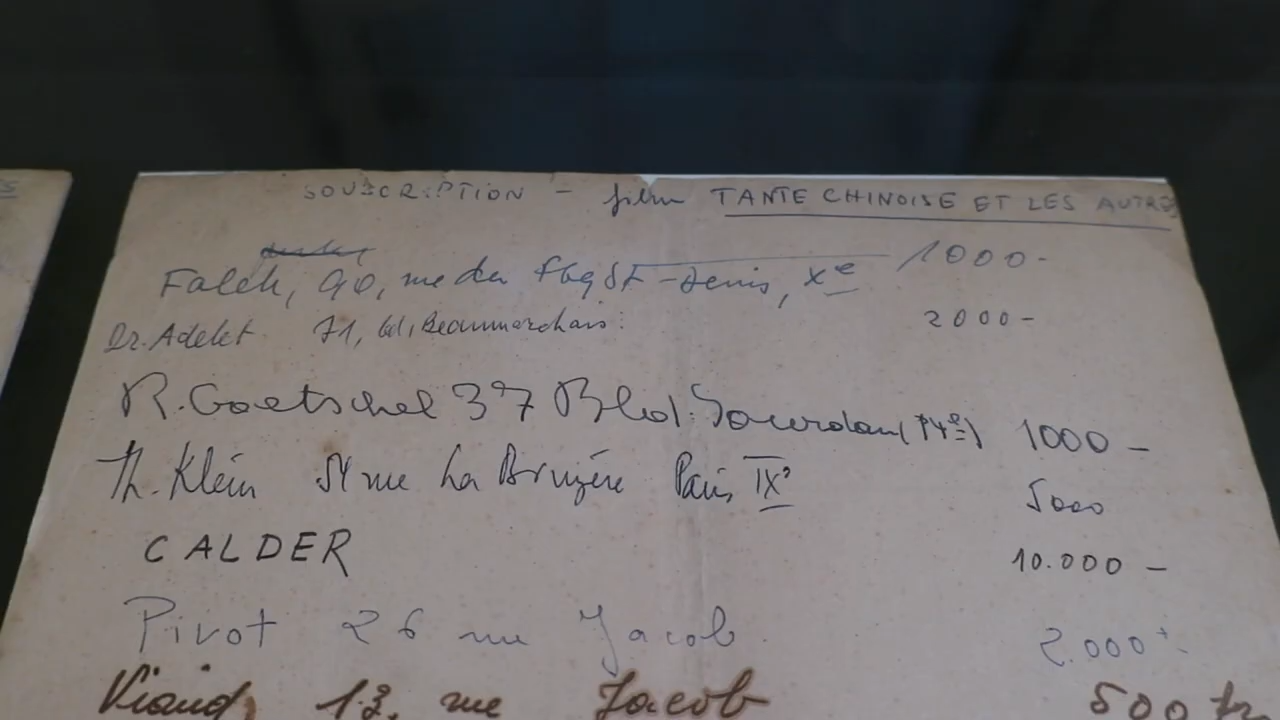 SOUSCRIPTION - film TANTE CHINOISE ET LES AUTRES
Falck, 90, rue du Fbg St-Denis, Xe 1000-
Dr. Adelet 71, bd, Beaumarchais: 2000-
R. Goetschel 37 Blvd. Jourdan (14e) 1000-
Th. Klein 51 rue La Bruyère Paris IXe 5000
CALDER 10.000-
Pivot 26 rue Jacob. 2.000
13, rue Jacob 500 fr